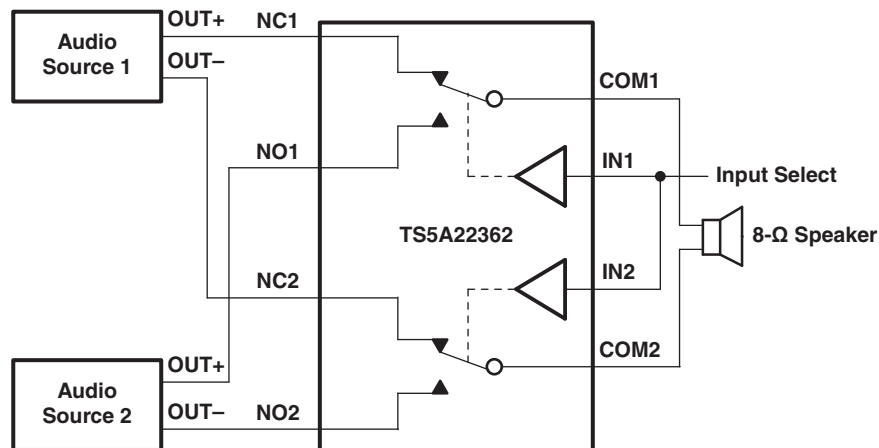 OUT+
NC1
Audio
Source 1
OUT–
COM1
NO1
IN1
Input Select
TS5A22362
8-Ω Speaker
NC2
IN2
COM2
OUT+
Audio
Source 2
OUT–
NO2